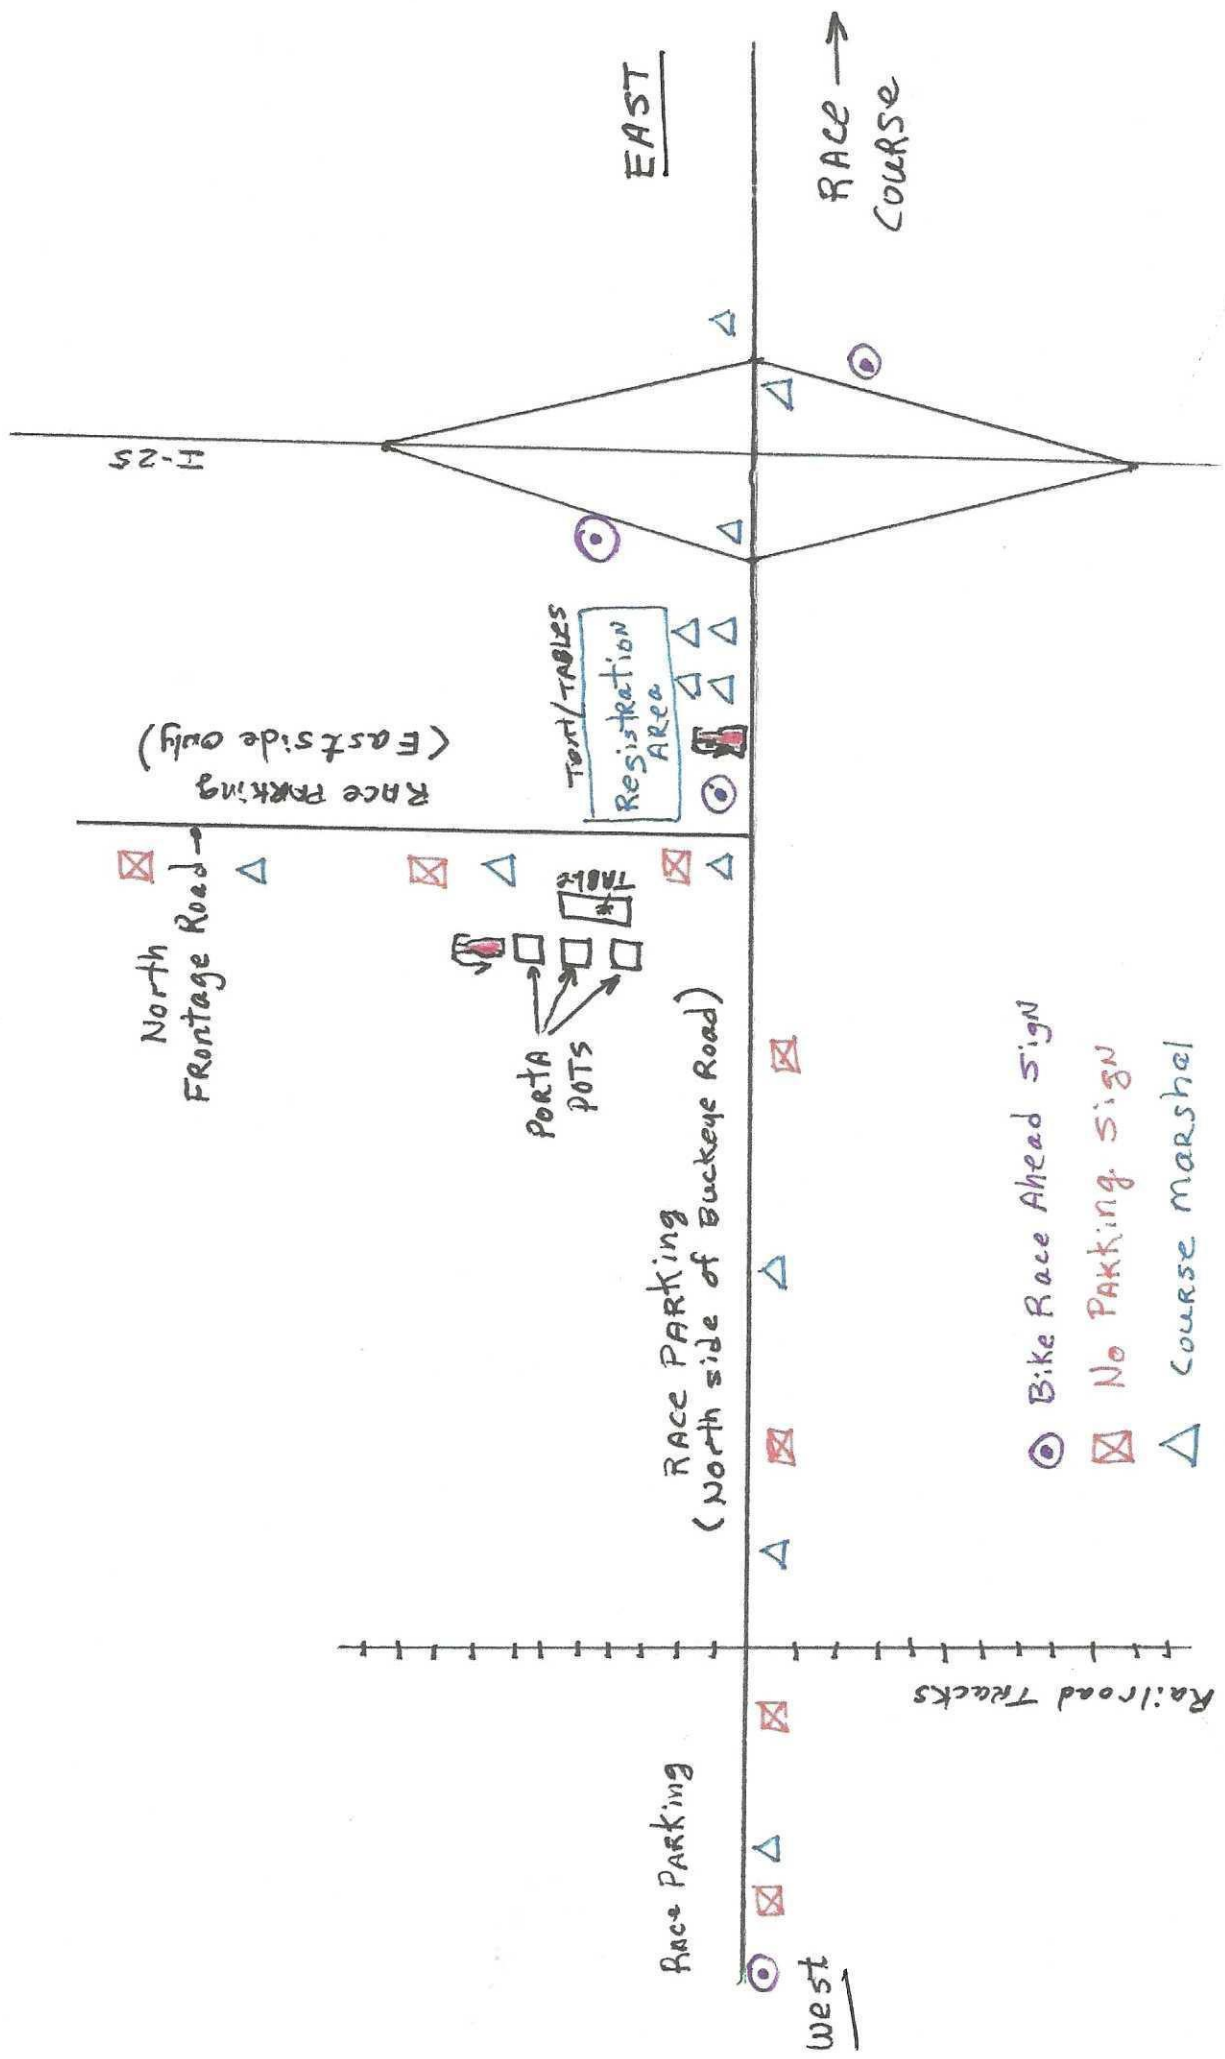 EAST
RACE →
COURSE
I-25
RACE PARKING
(East side only)
North
FRontage Road
Tent/TABLES
Registration
AREA
TABLE
PORTA
POTS
RACE PARKING
(North side of Buckeye Road)
Race PARKing
West
Railroad Tracks
Bike Race Ahead Sign
No PARKing Sign
Course marshal